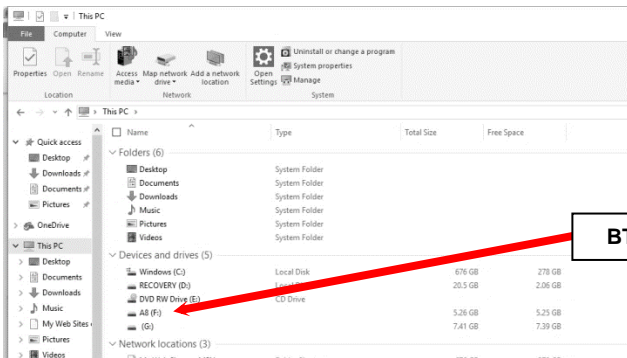 This PC
File Computer View
Properties Open Rename Access media Map network drive Add a network location Open Settings Uninstall or change a program
System properties
Manage
Location Network System
This PC
Name Type Total Size Free Space
Quick access
Folders (6)
Desktop Desktop System Folder
Downloads Documents System Folder
Documents Downloads System Folder
Pictures Music System Folder
Pictures System Folder
OneDrive Videos System Folder
BT
This PC
Devices and drives (5)
Desktop Windows (C:) Local Disk 676 GB 278 GB
Documents RECOVERY (D:) 20.5 GB 2.06 GB
Downloads DVD RW Drive (E:) CD Drive
Music A8 (F:) 5.26 GB 5.25 GB
My Web Sites (G:) 7.41 GB 7.39 GB
Pictures Network locations (3)
Videos